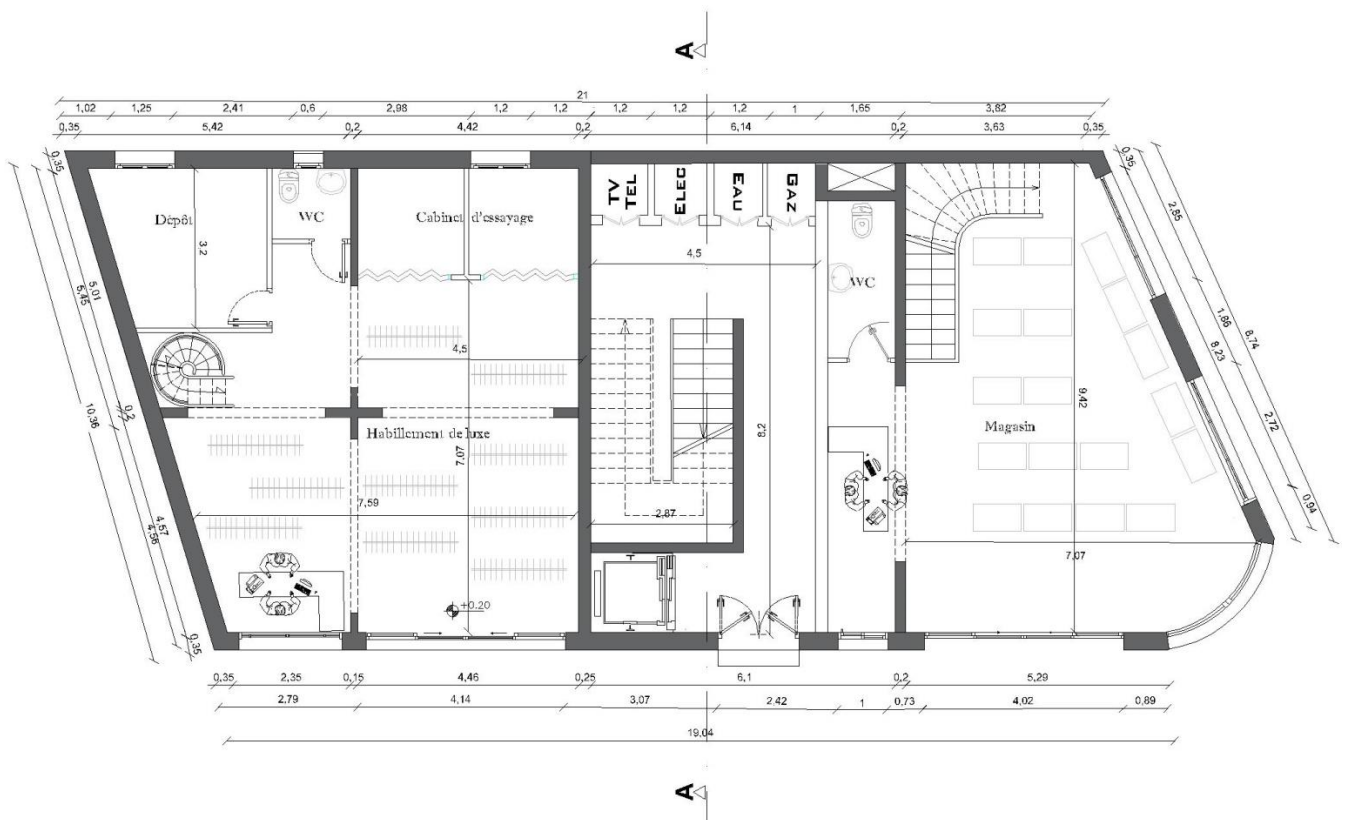 A
21
1,02 1,25 2,41 0,6 2,98 1,2 1,2 1,2 1,2 1,2 1 1,65 3,82
0,35 5,42 0,2 4,42 0,2 6,14 0,2 3,63 0,35
0,35
0,35
TV
TEL
ELEC
EAU
GAZ
WC
Dépôt
Cabinet d'essayage
3,2
2,85
4,5
WC
5,01
5,45
1,86
8,74
8,23
4,5
9,42
10,36
0,2
8,2
2,72
Habillement de luxe
Magasin
7,07
7,59
2,87
0,94
4,67
4,56
7,07
+0.20
0,35
0,35 2,35 0,15 4,46 0,25 6,1 0,2 5,29
2,79 4,14 3,07 2,42 1 0,73 4,02 0,89
19,04
A